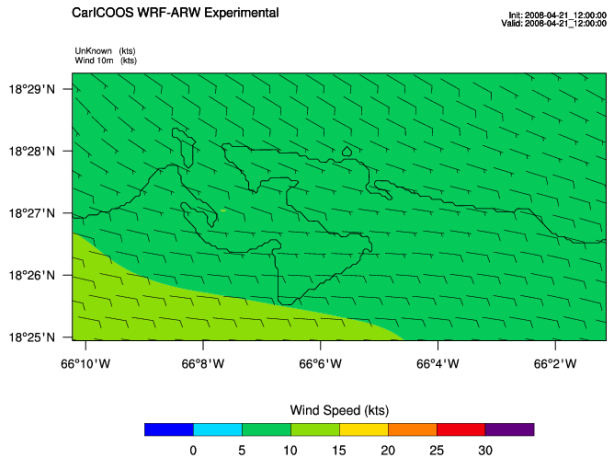 CarICOOS WRF-ARW Experimental
Init: 2008-04-21_12:00:00
Valid: 2008-04-21_12:00:00
UnKnown (kts)
Wind 10m (kts)
18°29'N
18°28'N
18°27'N
18°26'N
18°25'N
66°10'W 66°8'W 66°6'W 66°4'W 66°2'W
Wind Speed (kts)
0 5 10 15 20 25 30